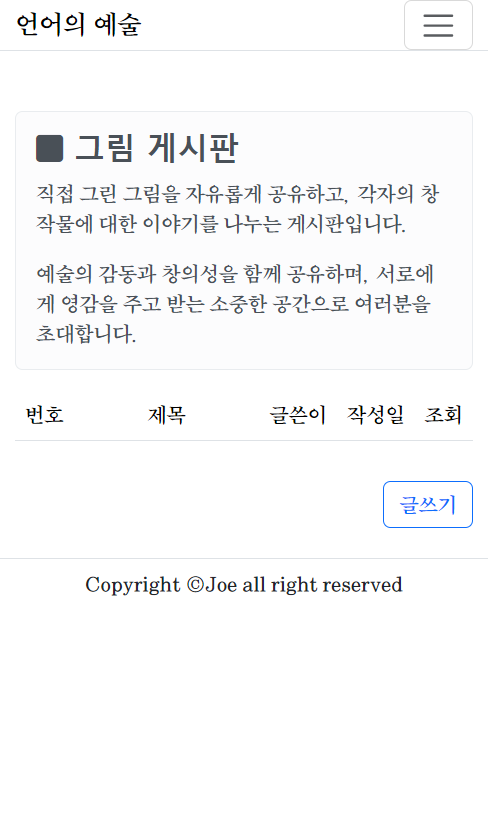 언어의 예술
그림 게시판
직접 그린 그림을 자유롭게 공유하고, 각자의 창
작물에 대한 이야기를 나누는 게시판입니다.
예술의 감동과 창의성을 함께 공유하며, 서로에
게 영감을 주고 받는 소중한 공간으로 여러분을
초대합니다.
번호 제목 글쓴이 작성일 조회
글쓰기
Copyright ©Joe all right reserved